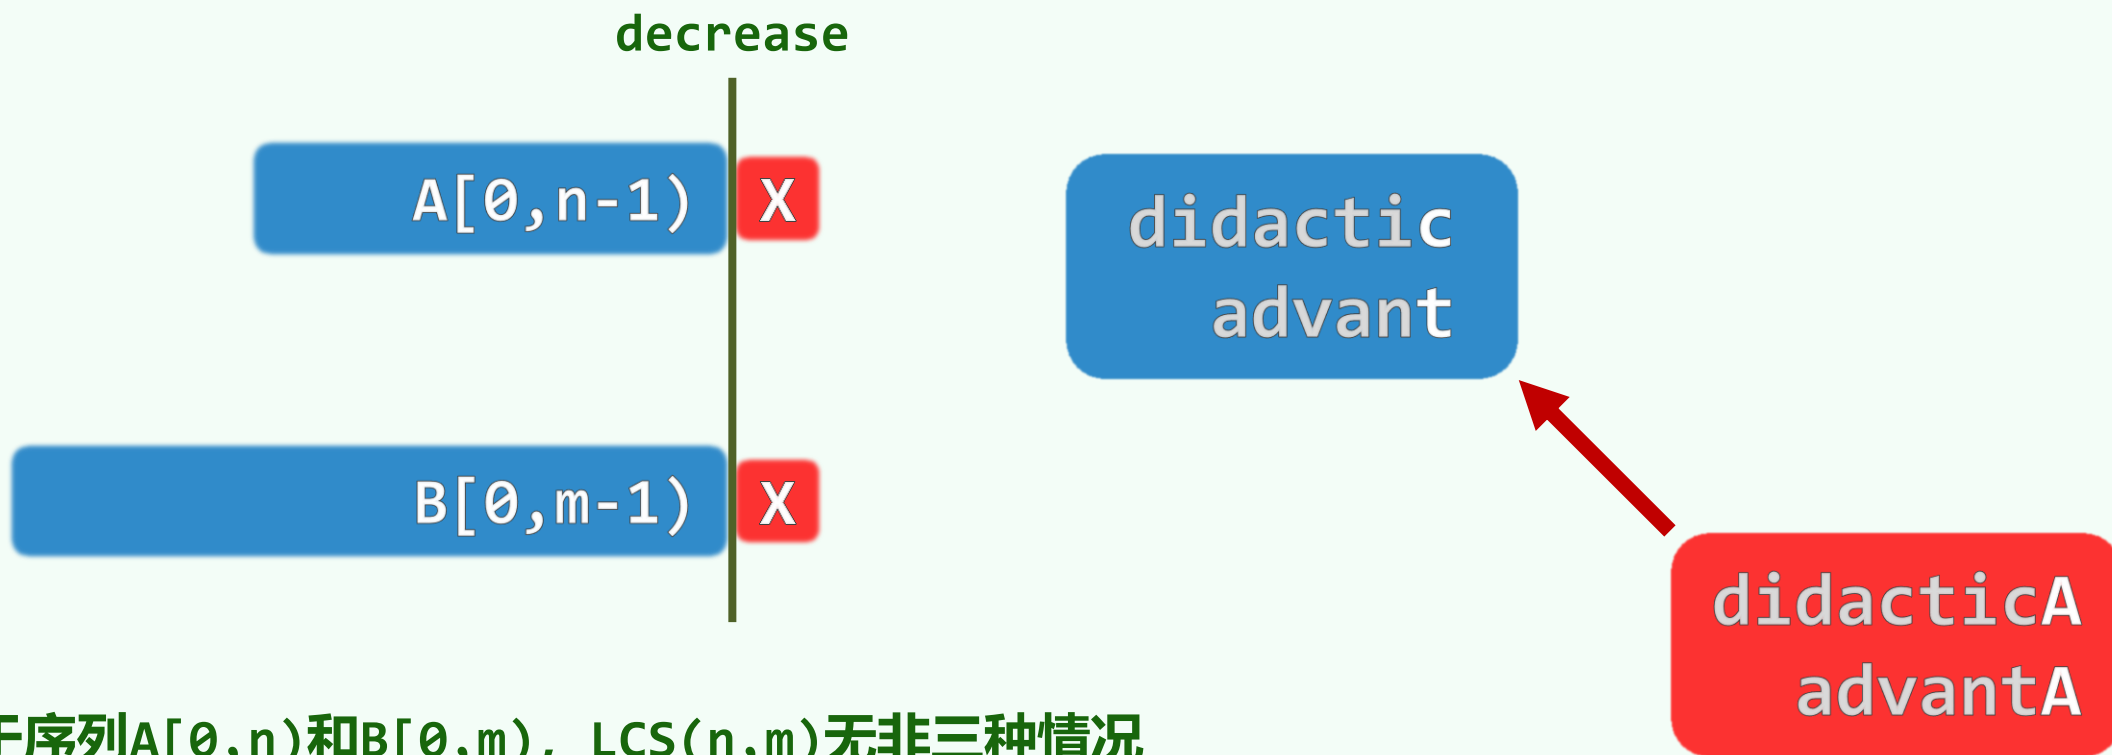 decrease
A[0,n-1) X
B[0,m-1) X
didactic
advant
didacticA
advantA
序列A[0,n)和B[0,m), LCS(n,m)无非三种情况